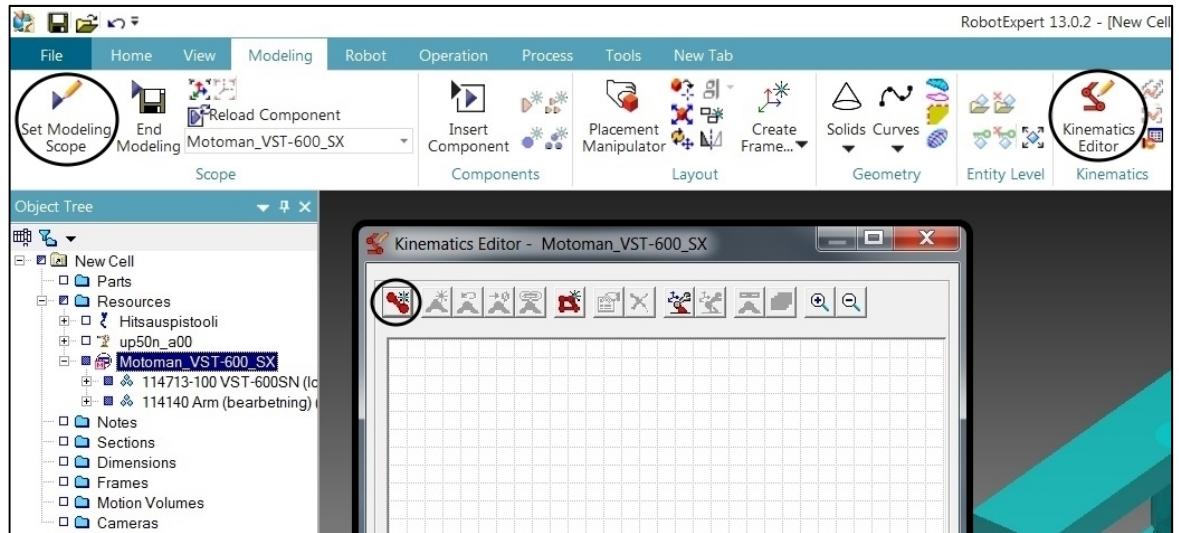 RobotExpert 13.0.2 - [New Cell
File Home View Modeling Robot Operation Process Tools New Tab
Set Modeling Scope
End Modeling
Reload Component
Motoman_VST-600_SX
Insert Component
Placement Manipulator
Create Frame...
Solids Curves
Kinematics Editor
Scope Components Layout Geometry Entity Level Kinematics
Object Tree
New Cell
Parts
Resources
Hitsauspistooli
up50n_a00
Motoman_VST-600_SX
114713-100 VST-600SN (lo
114140 Arm (bearbetning) (
Notes
Sections
Dimensions
Frames
Motion Volumes
Cameras
Kinematics Editor - Motoman_VST-600_SX